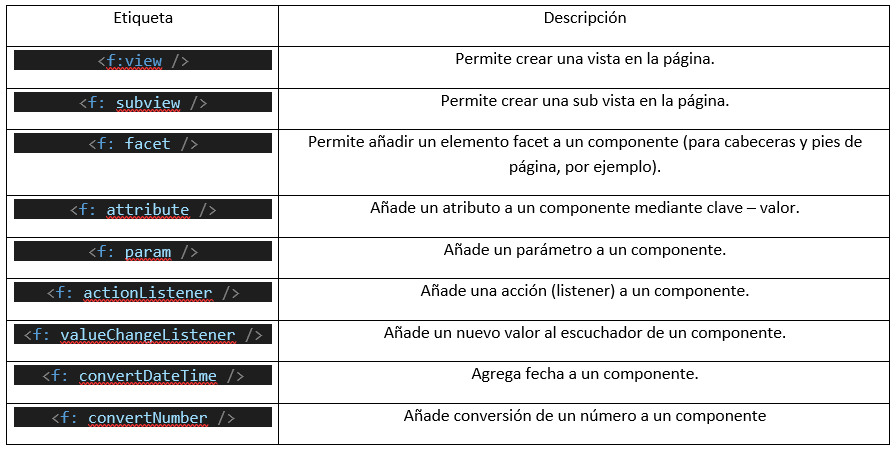 Etiqueta Descripción
<f:view /> Permite crear una vista en la página.
<f: subview /> Permite crear una sub vista en la página.
<f: facet /> Permite añadir un elemento facet a un componente (para cabeceras y pies de
página, por ejemplo).
<f: attribute /> Añade un atributo a un componente mediante clave – valor.
<f: param /> Añade un parámetro a un componente.
<f: actionListener /> Añade una acción (listener) a un componente.
<f: valueChangeListener /> Añade un nuevo valor al escuchador de un componente.
<f: convertDateTime /> Agrega fecha a un componente.
<f: convertNumber /> Añade conversión de un número a un componente